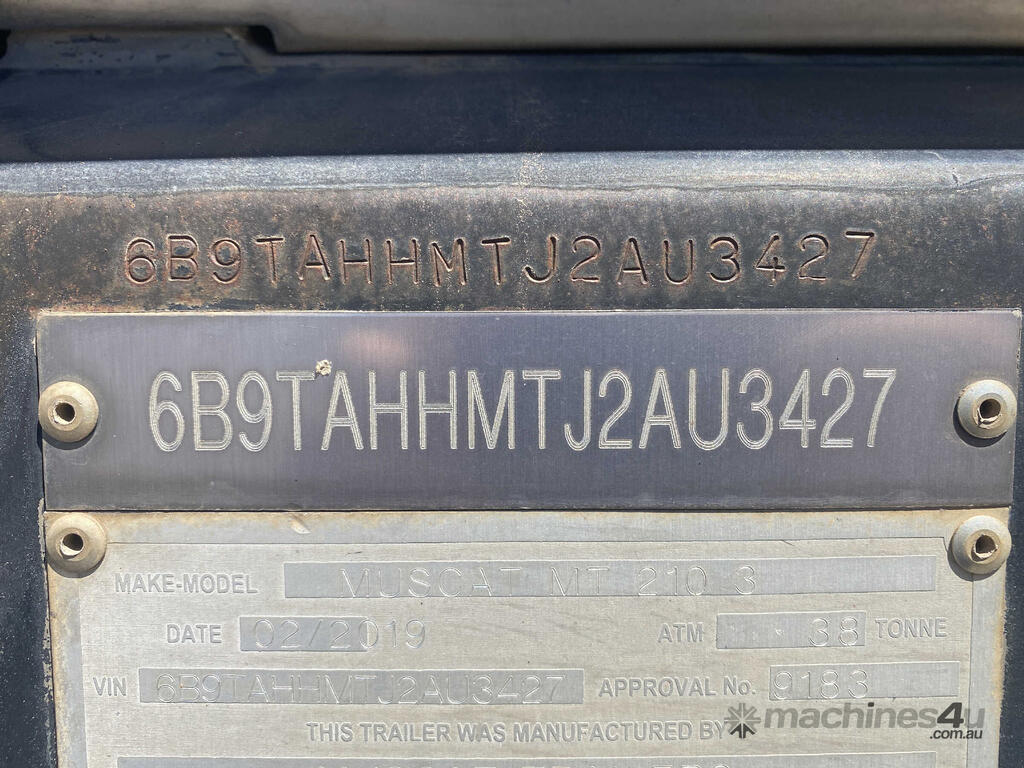 6B9TAHHMTJ2AU3427
6B9TAHHMTJ2AU3427
MAKE-MODEL MUSCAT MT 210 3
DATE 02/2019 ATM 38 TONNE
VIN 6B9TAHHMTJ2AU3427 APPROVAL No. 9183
THIS TRAILER WAS MANUFACTURED BY
machines4u
.com.au